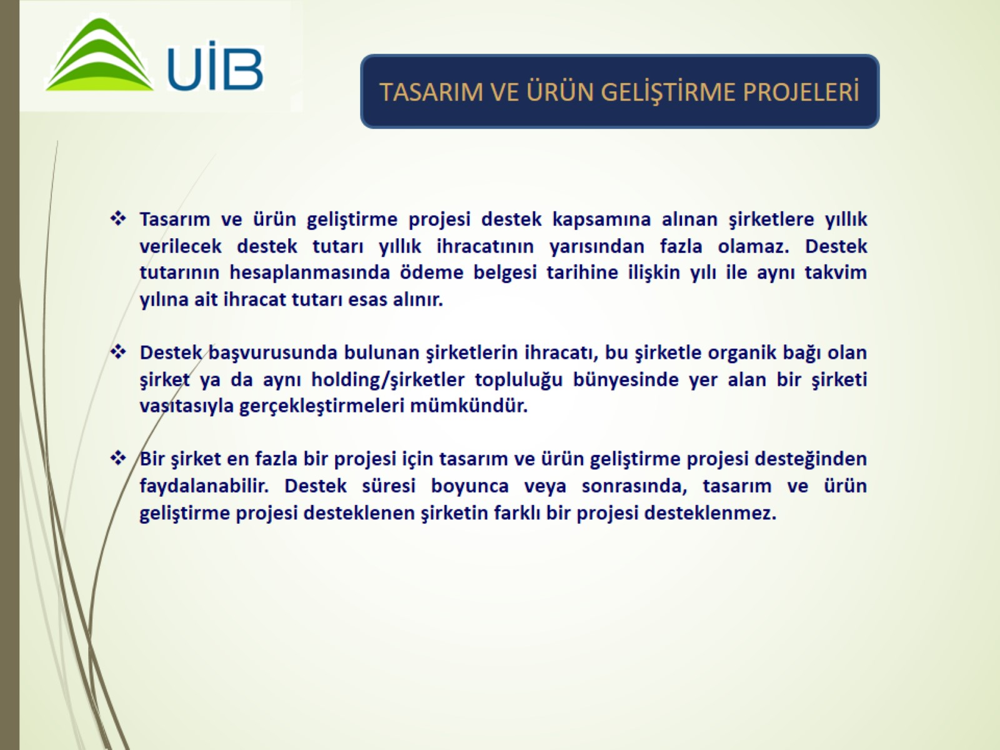 UİB
TASARIM VE ÜRÜN GELİŞTİRME PROJELERİ
❖ Tasarım ve ürün geliştirme projesi destek kapsamına alınan şirketlere yıllık
verilecek destek tutarı yıllık ihracatının yarısından fazla olamaz. Destek
tutarının hesaplanmasında ödeme belgesi tarihine ilişkin yılı ile aynı takvim
yılına ait ihracat tutarı esas alınır.
❖ Destek başvurusunda bulunan şirketlerin ihracatı, bu şirketle organik bağı olan
şirket ya da aynı holding/şirketler topluluğu bünyesinde yer alan bir şirketi
vasıtasıyla gerçekleştirmeleri mümkündür.
❖ Bir şirket en fazla bir projesi için tasarım ve ürün geliştirme projesi desteğinden
faydalanabilir. Destek süresi boyunca veya sonrasında, tasarım ve ürün
geliştirme projesi desteklenen şirketin farklı bir projesi desteklenmez.